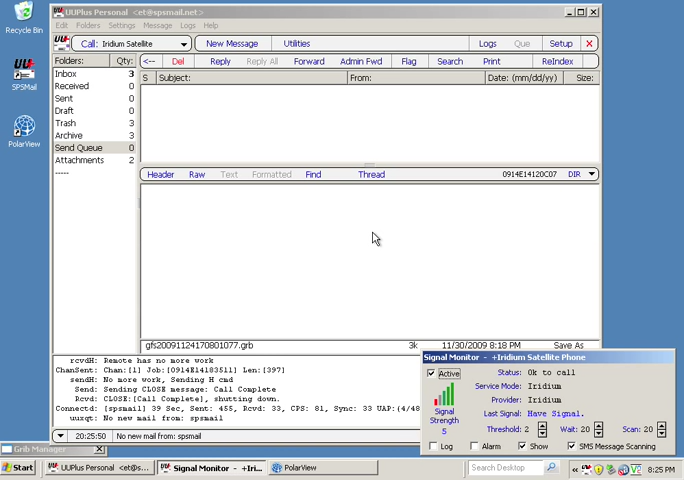 Recycle Bin
SPSMail
PolarView
UUPlus Personal <et@spsmail.net>
File Folders Settings Message Logs Help
Call: Iridium Satellite New Message Utilities Logs Que Setup X
Folders: Qty: <-- Del Reply Reply All Forward Admin Fwd Flag Search Print ReIndex
S Subject: From: Date: (mm/dd/yy) Size:
Inbox 3
Received 0
Sent 0
Draft 0
Trash 3
Archive 3
Send Queue 0
Attachments 2
-----
Header Raw Text Formatted Find Thread 0914E14120C07 DIR
gfs20091124170801077.grb 3k 11/30/2009 8:18 PM Save As
rcvdH: Remote has no more work
ChanSent: Chan:[1] Job:[0914E1418351l] Len:[397]
sendH: No more work, Sending H cmd
Send: Sending CLOSE message: Call Complete
Rcvd: CLOSE:[Call Complete], shutting down.
Connectd: [spsmail] 39 Sec, Sent: 455, Rcvd: 33, CPS: 81, Sync: 33 UAP:(4/48
uuxqt: No new mail from: spsmail
20:25:50 No new mail from: spsmail
Signal Monitor - +Iridium Satellite Phone
Active
Status: Ok to call
Service Mode: Iridium
Provider: Iridium
Last Signal: Have Signal.
Signal Strength
5
Threshold: 2 Wait: 20 Scan: 20
Log Alarm Show SMS Message Scanning
Grib Manager
Start UUPlus Personal <et@s... Signal Monitor - +Iri... PolarView Search Desktop 8:25 PM